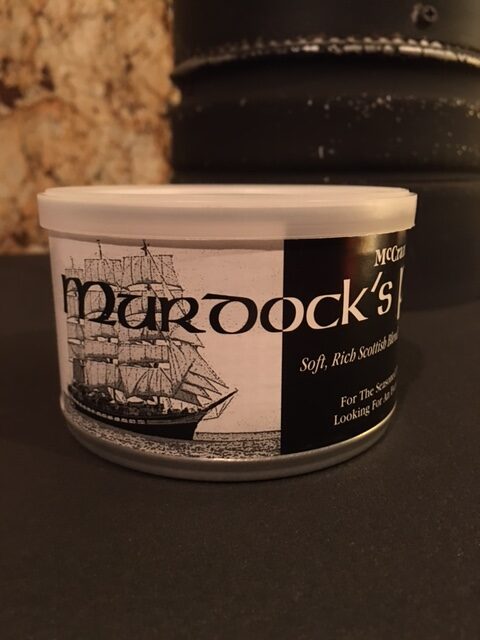 Murdock's
Soft, Rich Scottish
For The
Looking For